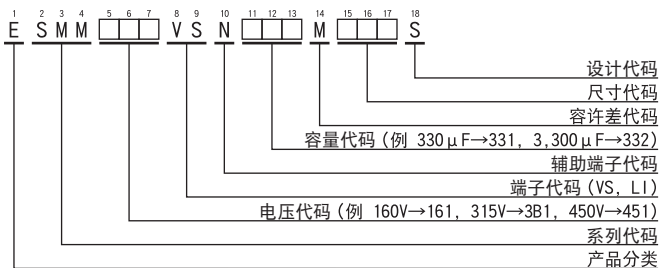 1 2 3 4 5 6 7 8 9 10 11 12 13 14 15 16 17 18
E SMM □□□ VS N □□□ M □□□ S
设计代码
尺寸代码
容许差代码
容量代码 (例 330μF→331, 3,300μF→332)
辅助端子代码
端子代码 (VS, LI)
电压代码 (例 160V→161, 315V→3B1, 450V→451)
系列代码
产品分类